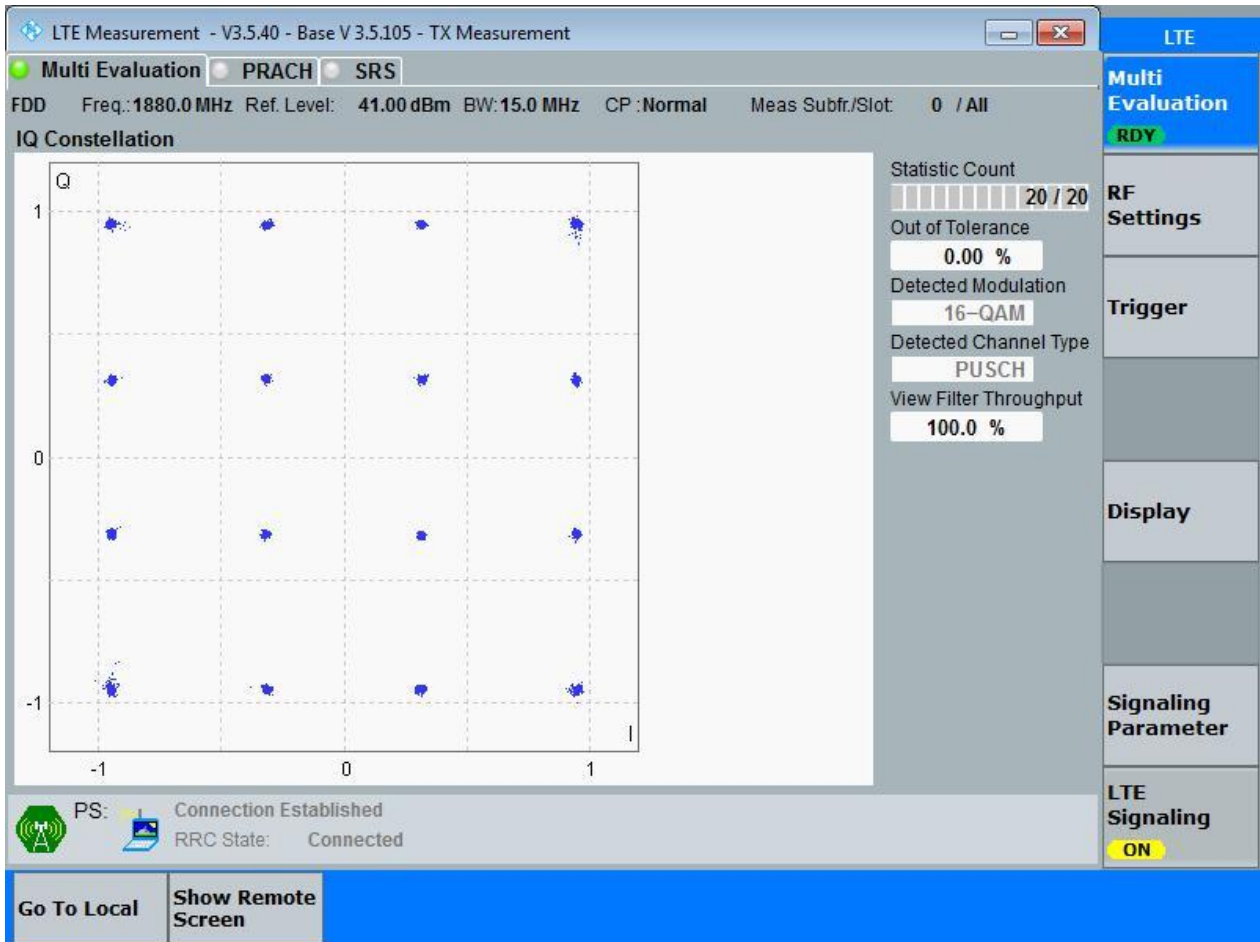 LTE Measurement - V3.5.40 - Base V 3.5.105 - TX Measurement
LTE
Multi Evaluation PRACH SRS
Multi
Evaluation
RDY
FDD Freq.:1880.0 MHz Ref. Level: 41.00 dBm BW:15.0 MHz CP :Normal Meas Subfr./Slot: 0 / All
IQ Constellation
Q
1
0
-1
I
-1 0 1
Statistic Count
20 / 20
Out of Tolerance
0.00 %
Detected Modulation
16-QAM
Detected Channel Type
PUSCH
View Filter Throughput
100.0 %
RF
Settings
Trigger
Display
Signaling
Parameter
LTE
Signaling
ON
PS: Connection Established
RRC State: Connected
Go To Local
Show Remote
Screen